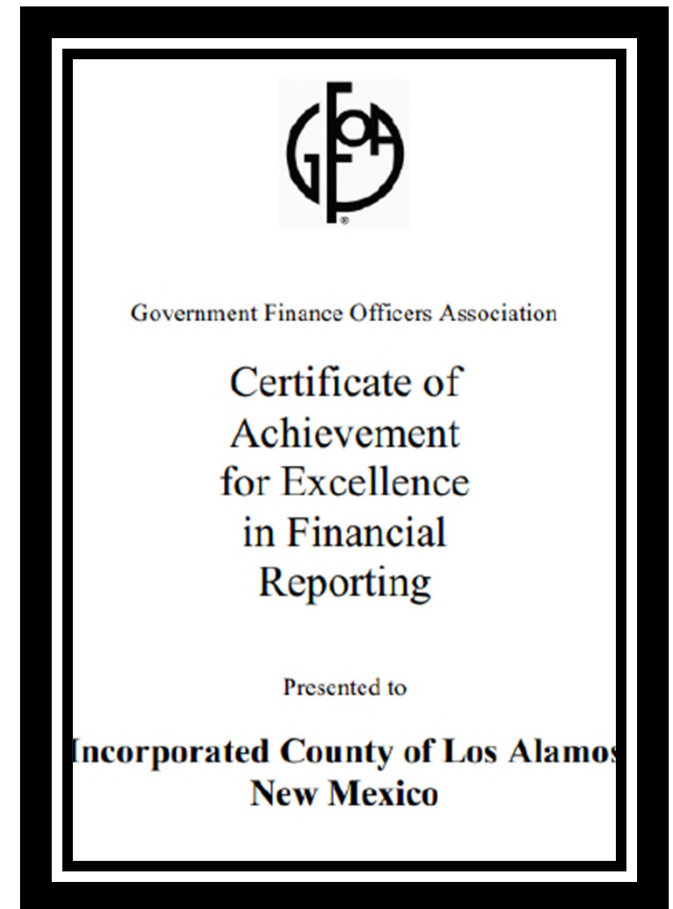 GFOA
®
Government Finance Officers Association
Certificate of
Achievement
for Excellence
in Financial
Reporting
Presented to
Incorporated County of Los Alamos
New Mexico